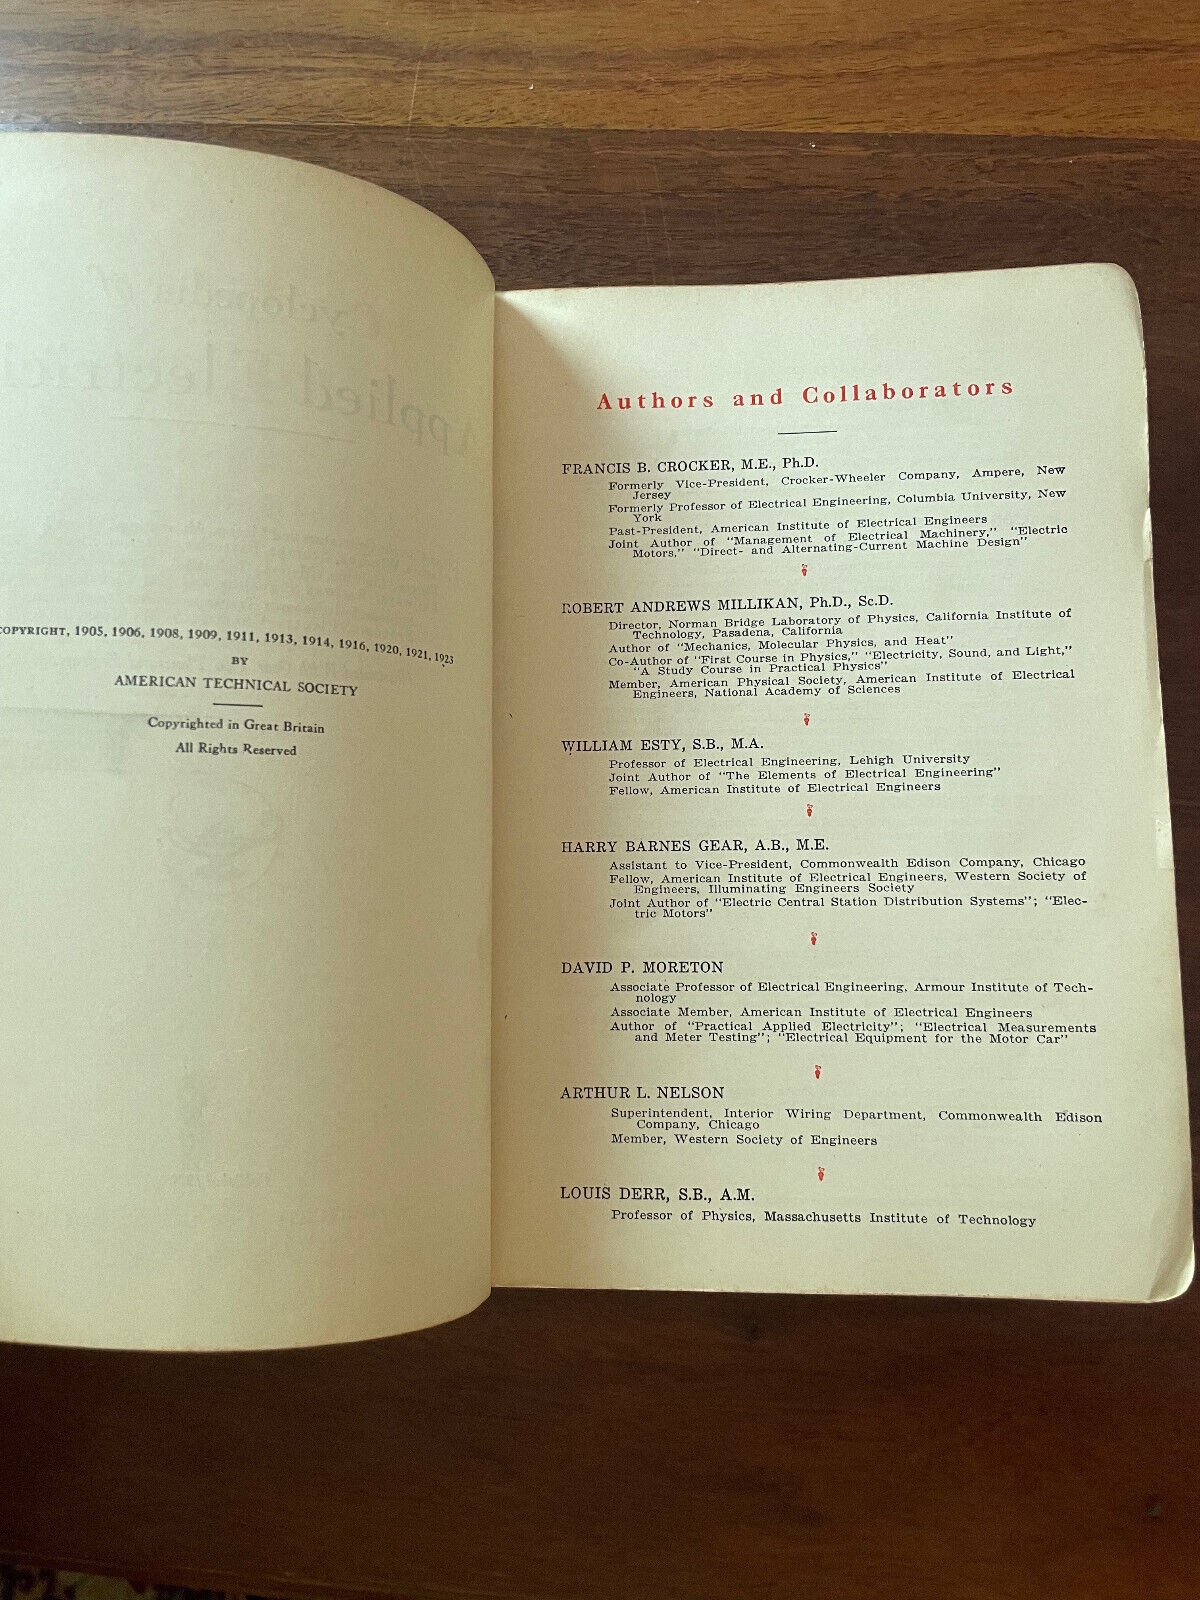 COPYRIGHT, 1905, 1906, 1908, 1909, 1911, 1913, 1914, 1916, 1920, 1921, 1923
BY
AMERICAN TECHNICAL SOCIETY
Copyrighted in Great Britain
All Rights Reserved
Authors and Collaborators
FRANCIS B. CROCKER, M.E., Ph.D.
Formerly Vice-President, Crocker-Wheeler Company, Ampere, New
Jersey
Formerly Professor of Electrical Engineering, Columbia University, New
York
Past-President, American Institute of Electrical Engineers
Joint Author of "Management of Electrical Machinery," "Electric
Motors," "Direct- and Alternating-Current Machine Design"
ROBERT ANDREWS MILLIKAN, Ph.D., Sc.D.
Director, Norman Bridge Laboratory of Physics, California Institute of
Technology, Pasadena, California
Author of "Mechanics, Molecular Physics, and Heat"
Co-Author of "First Course in Physics," "Electricity, Sound, and Light,"
"A Study Course in Practical Physics"
Member, American Physical Society, American Institute of Electrical
Engineers, National Academy of Sciences
WILLIAM ESTY, S.B., M.A.
Professor of Electrical Engineering, Lehigh University
Joint Author of "The Elements of Electrical Engineering"
Fellow, American Institute of Electrical Engineers
HARRY BARNES GEAR, A.B., M.E.
Assistant to Vice-President, Commonwealth Edison Company, Chicago
Fellow, American Institute of Electrical Engineers, Western Society of
Engineers, Illuminating Engineers Society
Joint Author of "Electric Central Station Distribution Systems"; "Elec-
tric Motors"
DAVID P. MORETON
Associate Professor of Electrical Engineering, Armour Institute of Tech-
nology
Associate Member, American Institute of Electrical Engineers
Author of "Practical Applied Electricity"; "Electrical Measurements
and Meter Testing"; "Electrical Equipment for the Motor Car"
ARTHUR L. NELSON
Superintendent, Interior Wiring Department, Commonwealth Edison
Company, Chicago
Member, Western Society of Engineers
LOUIS DERR, S.B., A.M.
Professor of Physics, Massachusetts Institute of Technology